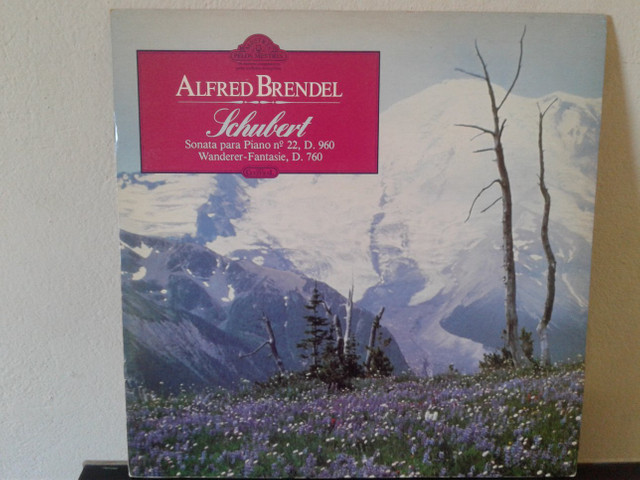 ALFRED BRENDEL
Schubert
Sonata para Piano nº 22, D. 960
Wanderer-Fantasie, D. 760